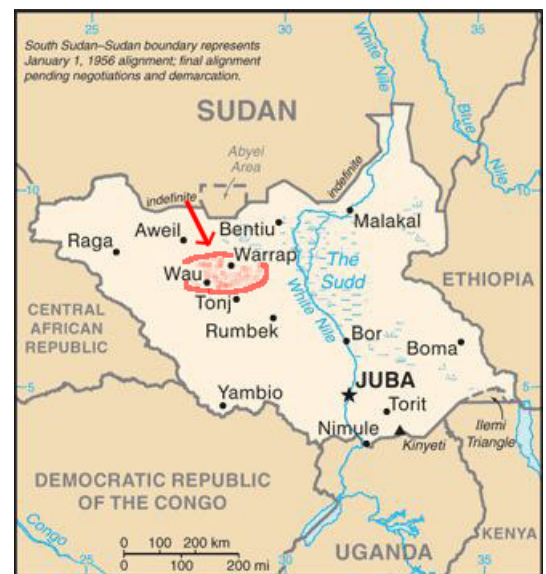 25
30
35
South Sudan–Sudan boundary represents
January 1, 1956 alignment; final alignment
pending negotiations and demarcation.
White Nile
Blue
Nile
SUDAN
Abyei
Area
10
indefinite
indefinite
10
Aweil
Bentiu
Malakal
Raga
Warrap
The
Sudd
Wau
ETHIOPIA
Tonj
White Nile
CENTRAL
AFRICAN
REPUBLIC
Rumbek
Bor
Boma
5
JUBA
5
Yambio
Torit
Nimule
Kinyeti
Ilemi
Triangle
DEMOCRATIC REPUBLIC
OF THE CONGO
Congo
KENYA
0 100 200 km
0 100 200 mi
UGANDA
25
30
35